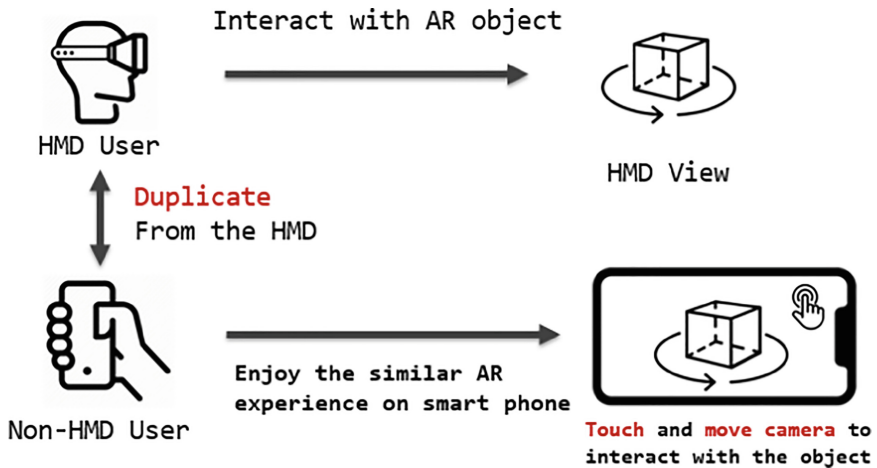 Interact with AR object
HMD User
HMD View
Duplicate
From the HMD
Enjoy the similar AR
experience on smart phone
Non-HMD User
Touch and move camera to
interact with the object